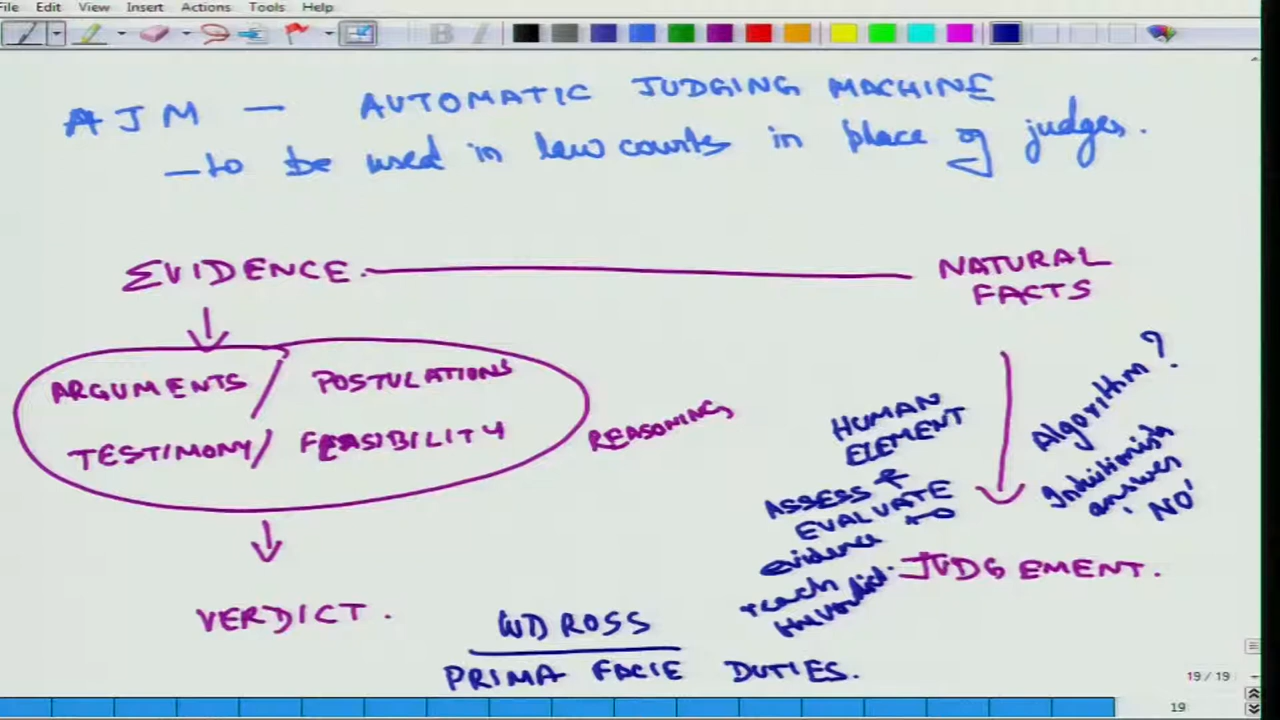 File Edit View Insert Actions Tools Help
AJM — AUTOMATIC JUDGING MACHINE
— to be used in law courts in place of judges.
EVIDENCE.
NATURAL
FACTS
ARGUMENTS / POSTULATIONS
TESTIMONY / FEASIBILITY
REASONING
VERDICT.
HUMAN
ELEMENT
ASSESS &
EVALUATE
evidence to
reach
the verdict.
Algorithm?
Intuitionists
answer
'NO'
JUDGEMENT.
WD ROSS
PRIMA FACIE DUTIES.
19 / 19
19